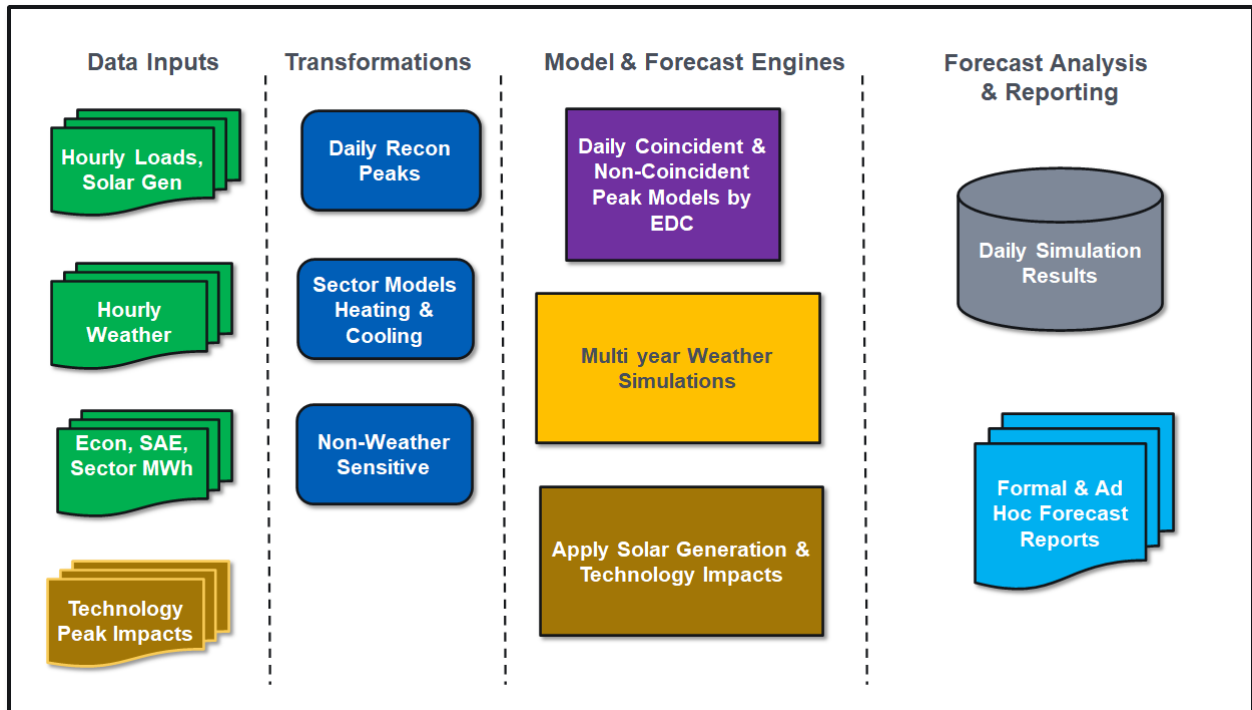 Data Inputs
Transformations
Model & Forecast Engines
Forecast Analysis
& Reporting
Hourly Loads,
Solar Gen
Hourly
Weather
Econ, SAE,
Sector MWh
Technology
Peak Impacts
Daily Recon
Peaks
Sector Models
Heating &
Cooling
Non-Weather
Sensitive
Daily Coincident &
Non-Coincident
Peak Models by
EDC
Multi year Weather
Simulations
Apply Solar Generation &
Technology Impacts
Daily Simulation
Results
Formal & Ad
Hoc Forecast
Reports